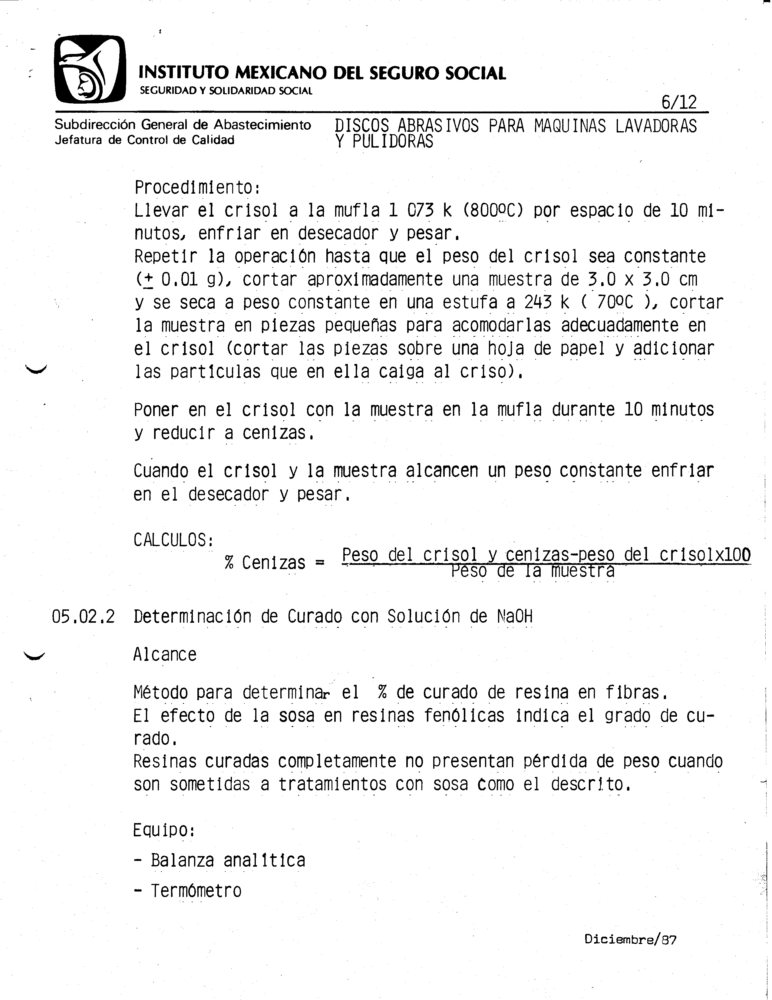 INSTITUTO MEXICANO DEL SEGURO SOCIAL
SEGURIDAD Y SOLIDARIDAD SOCIAL
6/12
Subdirección General de Abastecimiento
Jefatura de Control de Calidad
DISCOS ABRASIVOS PARA MAQUINAS LAVADORAS
Y PULIDORAS
Procedimiento:
Llevar el crisol a la mufla 1 073 k (800ºC) por espacio de 10 mi-
nutos, enfriar en desecador y pesar.
Repetir la operación hasta que el peso del crisol sea constante
(± 0.01 g), cortar aproximadamente una muestra de 3.0 x 3.0 cm
y se seca a peso constante en una estufa a 243 k ( 70ºC ), cortar
la muestra en piezas pequeñas para acomodarlas adecuadamente en
el crisol (cortar las piezas sobre una hoja de papel y adicionar
las partículas que en ella caiga al criso).
Poner en el crisol con la muestra en la mufla durante 10 minutos
y reducir a cenizas.
Cuando el crisol y la muestra alcancen un peso constante enfriar
en el desecador y pesar.
CALCULOS:
% Cenizas = Peso del crisol y cenizas-peso del crisolx100
Peso de la muestra
05.02.2 Determinación de Curado con Solución de NaOH
Alcance
Método para determinar el % de curado de resina en fibras.
El efecto de la sosa en resinas fenólicas indica el grado de cu-
rado.
Resinas curadas completamente no presentan pérdida de peso cuando
son sometidas a tratamientos con sosa como el descrito.
Equipo:
- Balanza analítica
- Termómetro
Diciembre/87